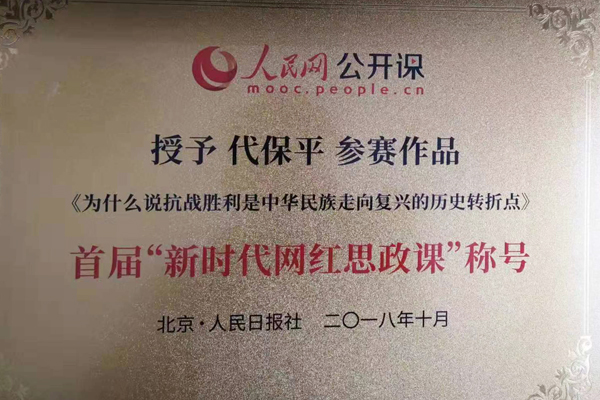 人民网 公开课
mooc.people.cn
授予 代保平 参赛作品
《为什么说抗战胜利是中华民族走向复兴的历史转折点》
首届“新时代网红思政课”称号
北京·人民日报社 二〇一八年十月